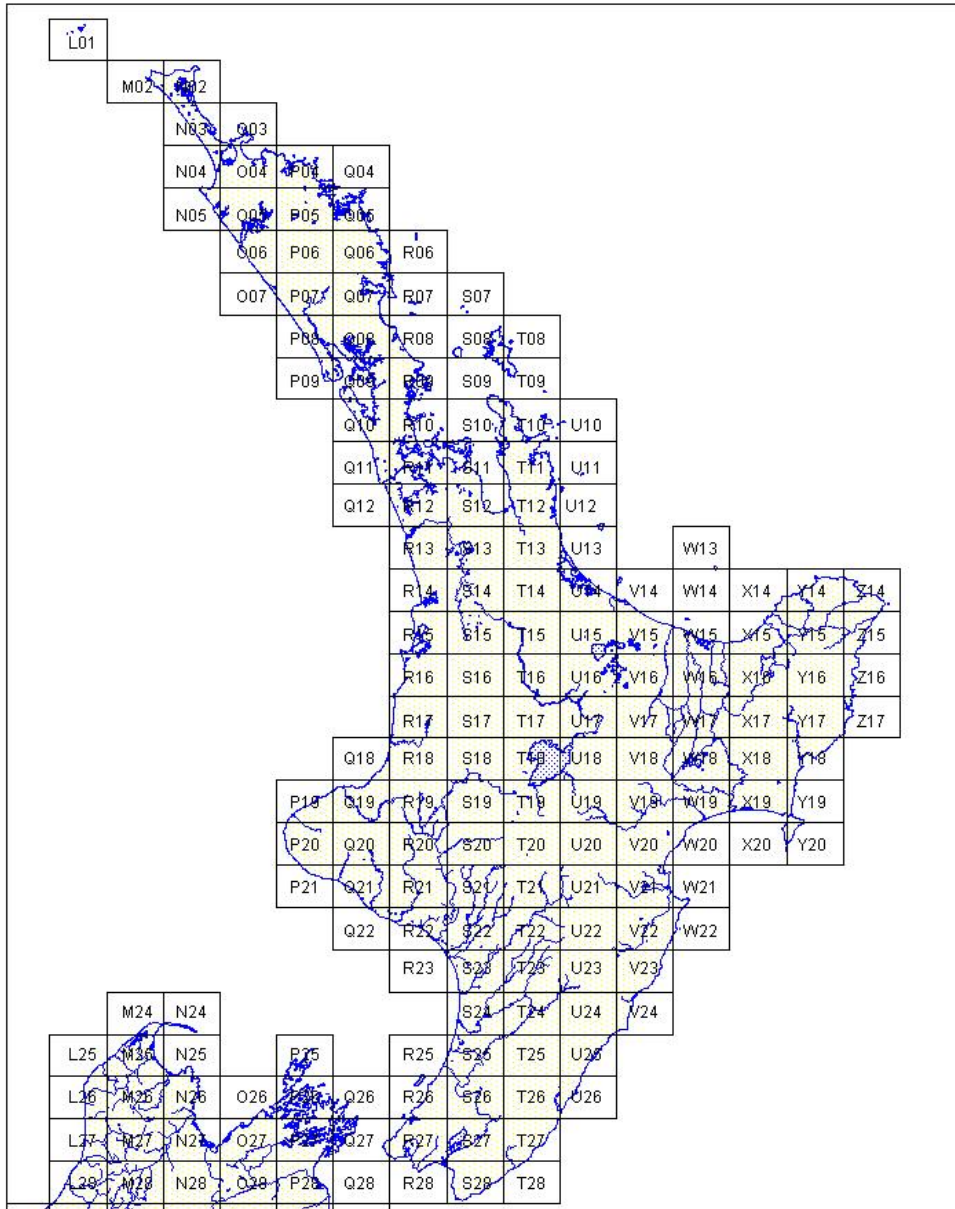 L01
M02 N02
N03 O03
N04 O04 P04 Q04
N05 O05 P05 Q05
O06 P06 Q06 R06
O07 P07 Q07 R07 S07
P08 Q08 R08 S08 T08
P09 Q09 R09 S09 T09
Q10 R10 S10 T10 U10
Q11 R11 S11 T11 U11
Q12 R12 S12 T12 U12
R13 S13 T13 U13 W13
R14 S14 T14 U14 V14 W14 X14 Y14 Z14
R15 S15 T15 U15 V15 W15 X15 Y15 Z15
R16 S16 T16 U16 V16 W16 X16 Y16 Z16
R17 S17 T17 U17 V17 W17 X17 Y17 Z17
Q18 R18 S18 T18 U18 V18 W18 X18 Y18
P19 Q19 R19 S19 T19 U19 V19 W19 X19 Y19
P20 Q20 R20 S20 T20 U20 V20 W20 X20 Y20
P21 Q21 R21 S21 T21 U21 V21 W21
Q22 R22 S22 T22 U22 V22 W22
R23 S23 T23 U23 V23
M24 N24 S24 T24 U24 V24
L25 M25 N25 P25 R25 S25 T25 U25
L26 M26 N26 O26 P26 Q26 R26 S26 T26 U26
L27 M27 N27 O27 P27 Q27 R27 S27 T27
L28 M28 N28 O28 P28 Q28 R28 S28 T28